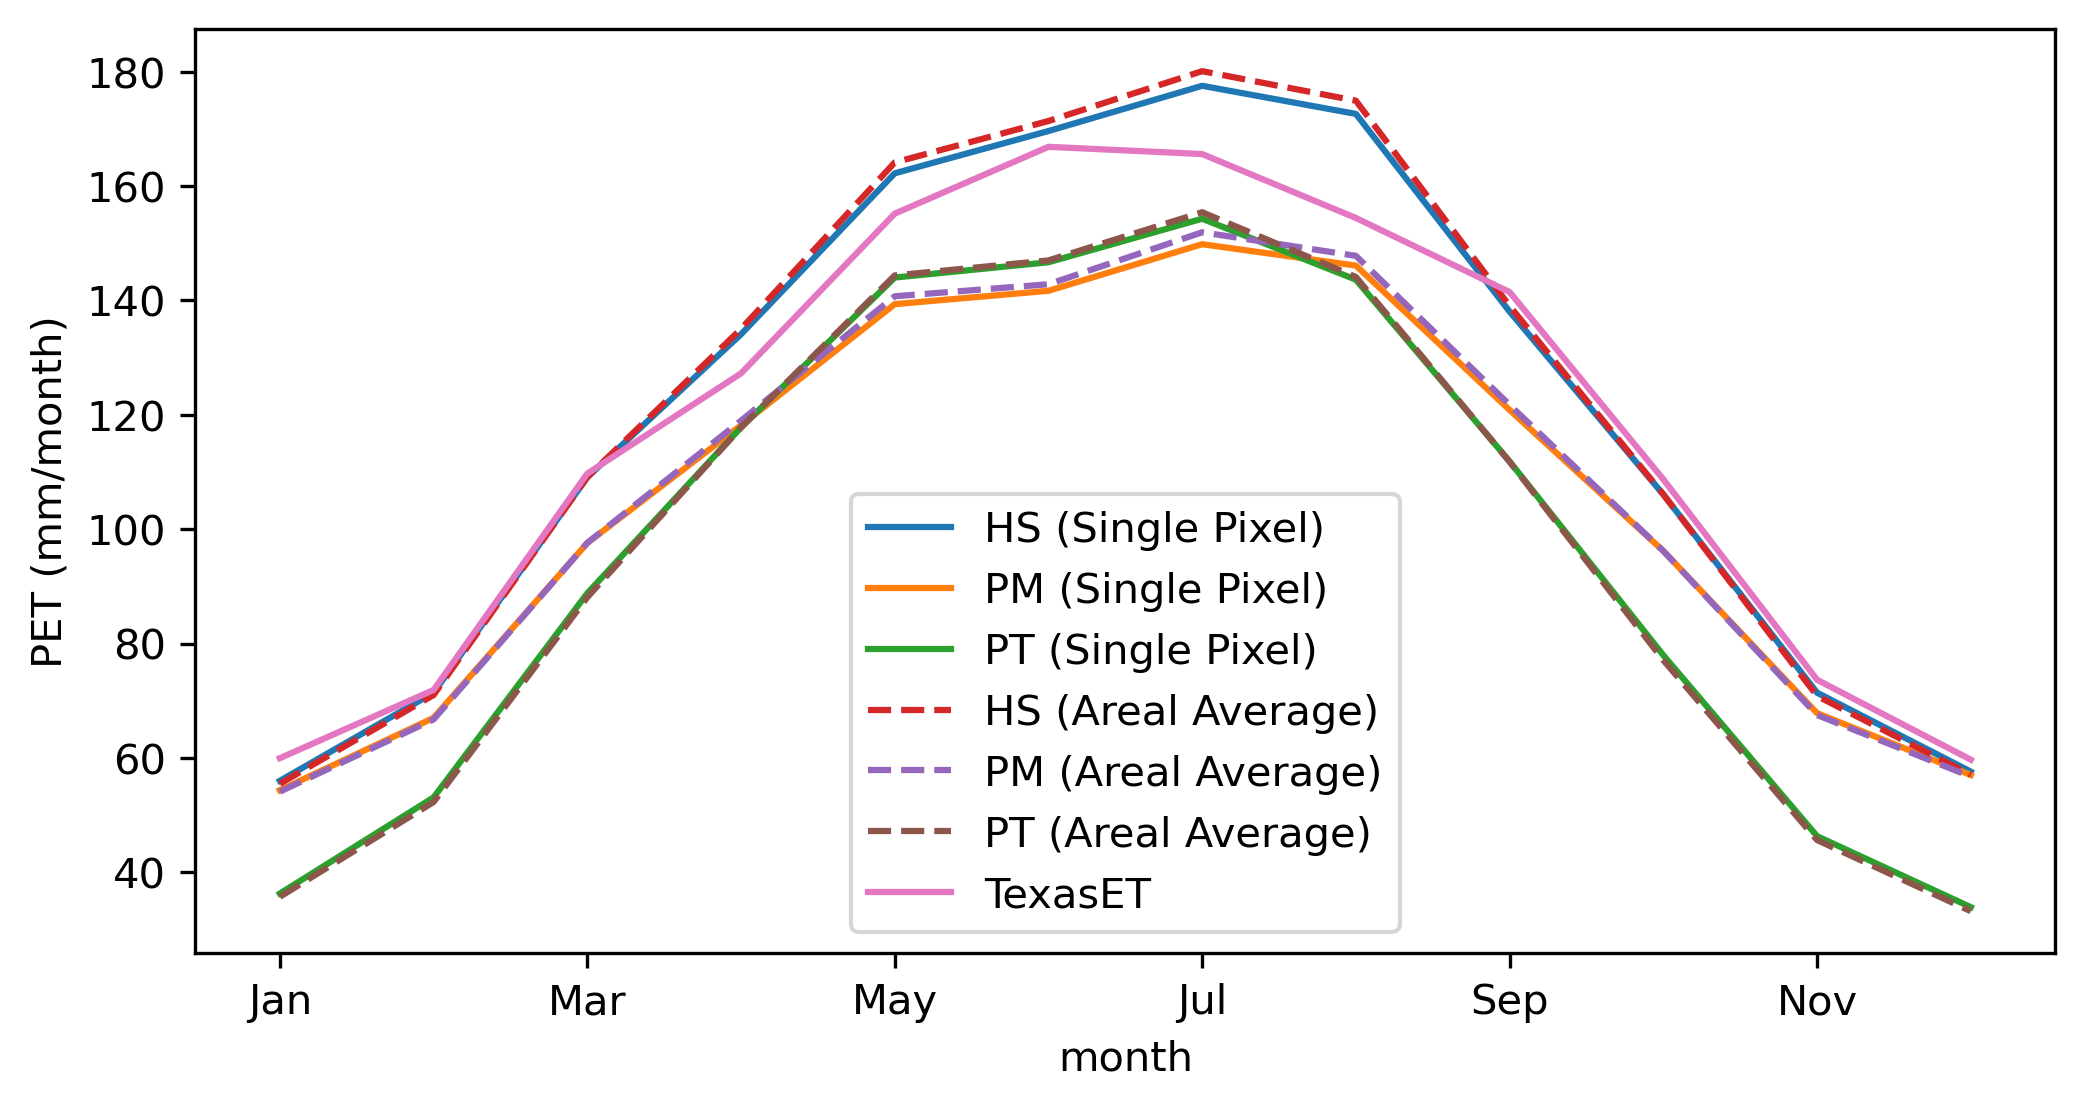 PET (mm/month)
180
160
140
120
100
80
60
40
HS (Single Pixel)
PM (Single Pixel)
PT (Single Pixel)
HS (Areal Average)
PM (Areal Average)
PT (Areal Average)
TexasET
Jan Mar May Jul Sep Nov
month